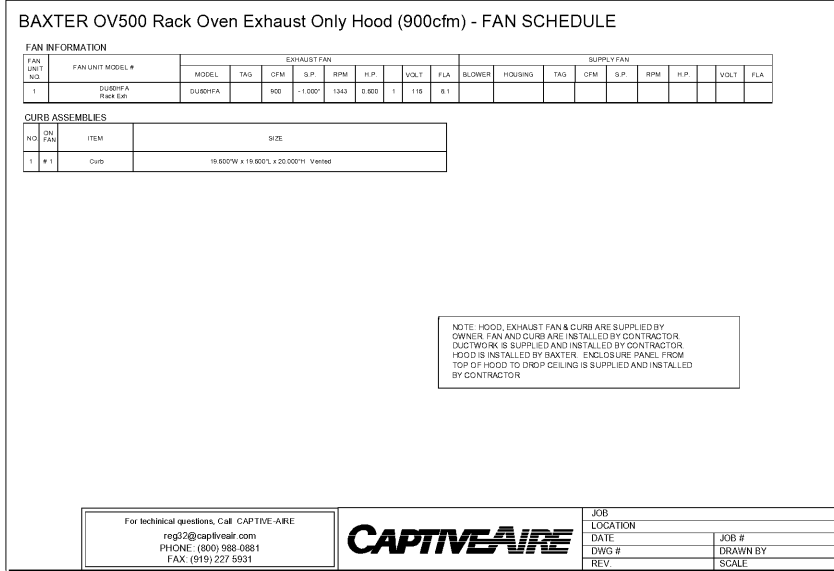 BAXTER OV500 Rack Oven Exhaust Only Hood (900cfm) - FAN SCHEDULE
FAN INFORMATION
FAN UNIT NO. FAN UNIT MODEL # EXHAUST FAN SUPPLY FAN
MODEL TAG CFM S.P. RPM H.P. VOLT FLA BLOWER HOUSING TAG CFM S.P. RPM H.P. VOLT FLA
1 DU50HFA Rack Exh DU50HFA 900 -1.000" 1343 0.500 1 115 8.1
CURB ASSEMBLIES
NO. ON FAN ITEM SIZE
1 # 1 Curb 19.500"W x 19.500"L x 20.000"H Vented
NOTE: HOOD, EXHAUST FAN & CURB ARE SUPPLIED BY
OWNER. FAN AND CURB ARE INSTALLED BY CONTRACTOR.
DUCTWORK IS SUPPLIED AND INSTALLED BY CONTRACTOR.
HOOD IS INSTALLED BY BAXTER. ENCLOSURE PANEL FROM
TOP OF HOOD TO DROP CEILING IS SUPPLIED AND INSTALLED
BY CONTRACTOR
For techinical questions, Call CAPTIVE-AIRE
reg32@captiveair.com
PHONE: (800) 988-0881
FAX: (919) 227 5931
CAPTIVEAIRE
JOB
LOCATION
DATE JOB #
DWG # DRAWN BY
REV. SCALE